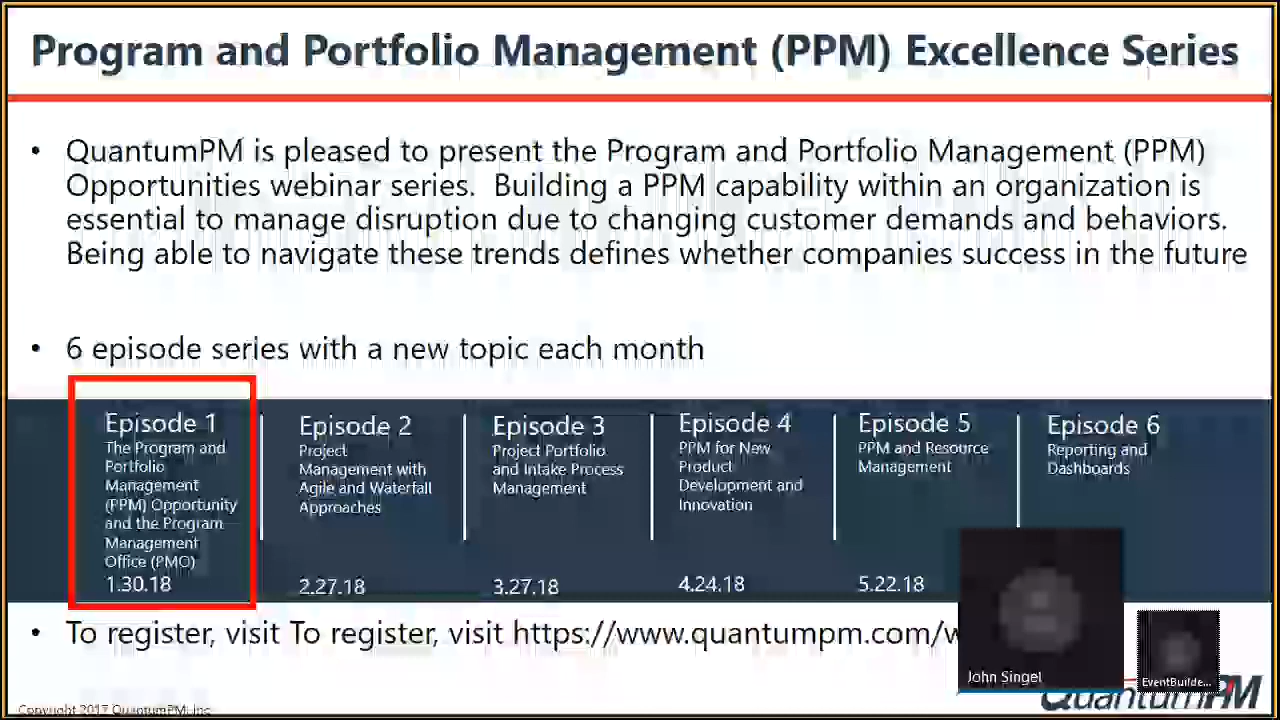 Program and Portfolio Management (PPM) Excellence Series
• QuantumPM is pleased to present the Program and Portfolio Management (PPM)
Opportunities webinar series. Building a PPM capability within an organization is
essential to manage disruption due to changing customer demands and behaviors.
Being able to navigate these trends defines whether companies success in the future
• 6 episode series with a new topic each month
Episode 1
The Program and
Portfolio
Management
(PPM) Opportunity
and the Program
Management
Office (PMO)
1.30.18
Episode 2
Project
Management with
Agile and Waterfall
Approaches
2.27.18
Episode 3
Project Portfolio
and Intake Process
Management
3.27.18
Episode 4
PPM for New
Product
Development and
Innovation
4.24.18
Episode 5
PPM and Resource
Management
5.22.18
Episode 6
Reporting and
Dashboards
• To register, visit To register, visit https://www.quantumpm.com/w
John Singel
EventBuilde...
QuantumPM
Copyright 2017 QuantumPM, Inc